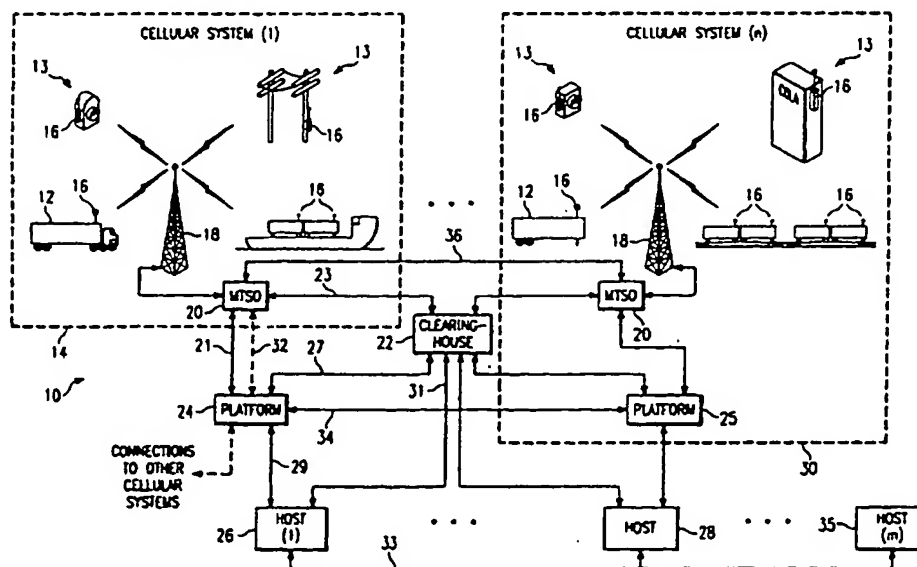 CELLULAR SYSTEM (1)
13
13
16
16
12
16
16
18
CELLULAR SYSTEM (n)
13
13
16
16
COLA
12
16
16
16
18
. . .
36
23
MTSO
20
MTSO
20
CLEARING-
HOUSE
22
14
21
32
27
31
10
24
PLATFORM
34
PLATFORM
25
CONNECTIONS
TO OTHER
CELLULAR
SYSTEMS
29
30
26
HOST
(1)
. . .
HOST
28
. . .
35
HOST
(m)
33